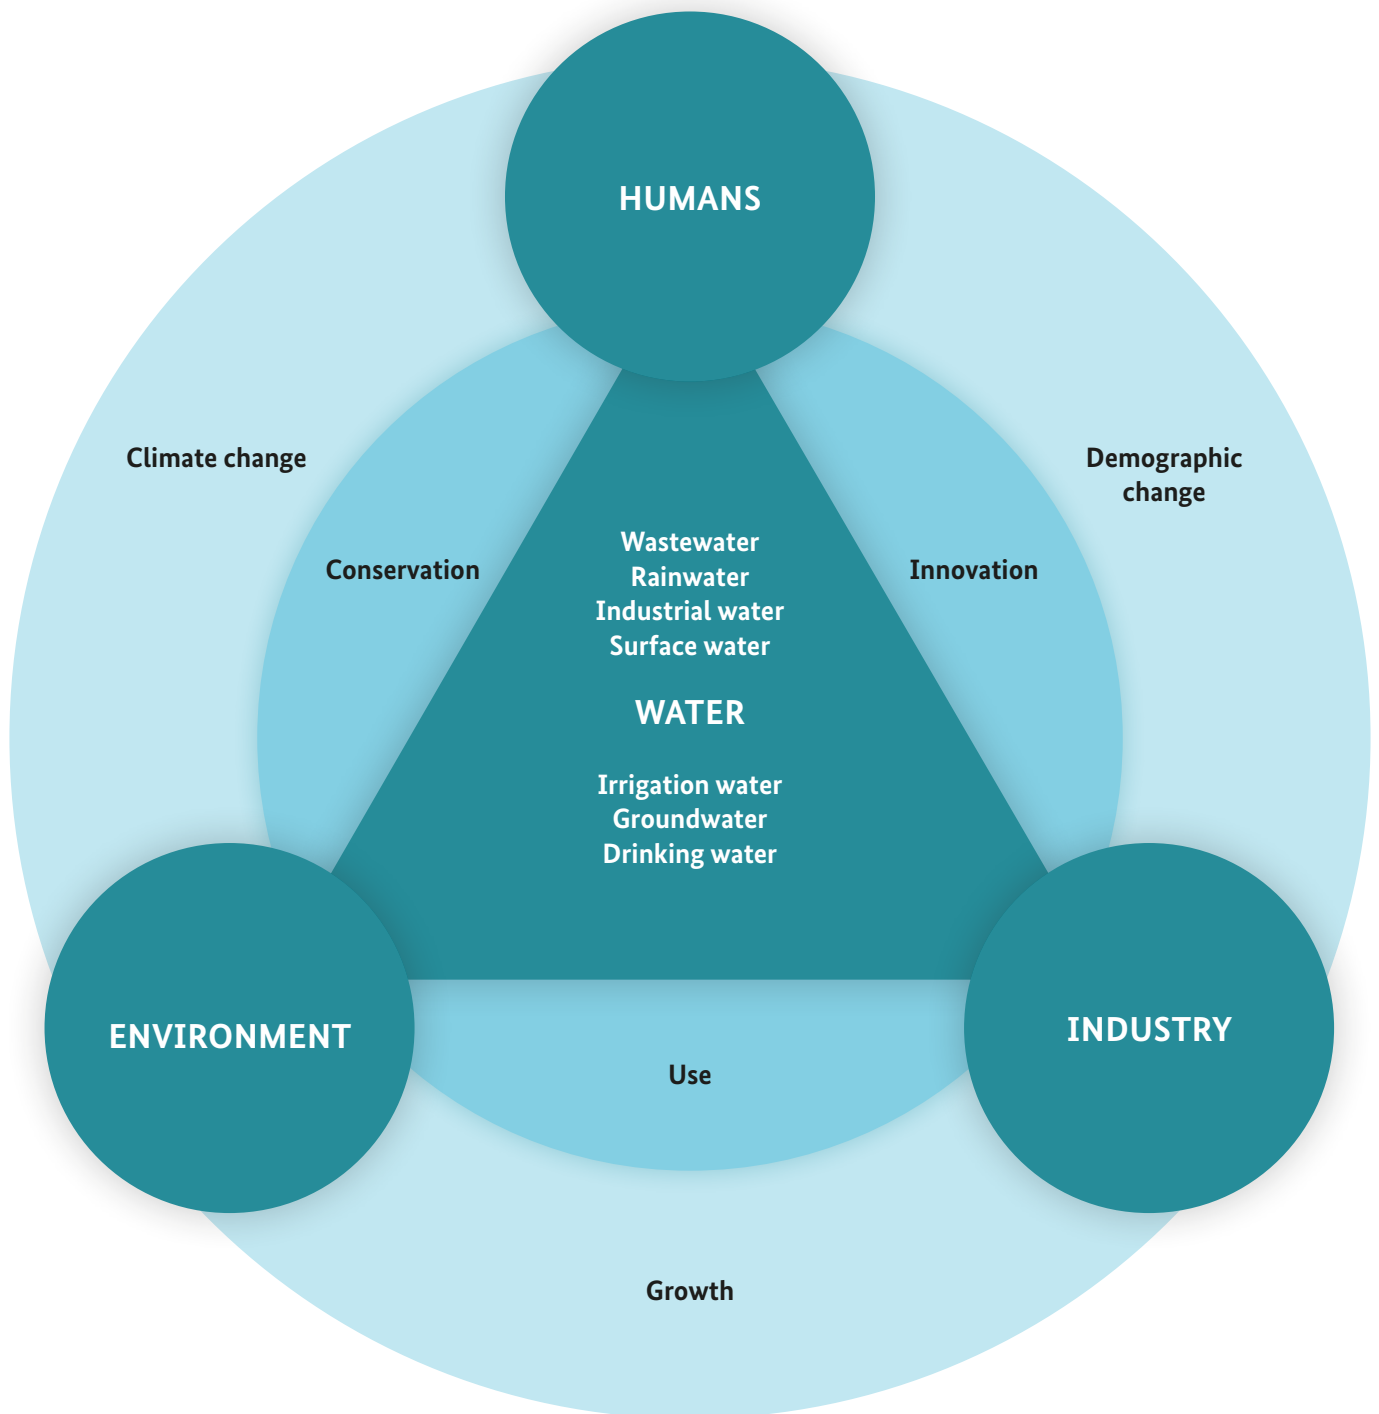 HUMANS
Climate change
Demographic
change
Conservation
Innovation
Wastewater
Rainwater
Industrial water
Surface water
WATER
Irrigation water
Groundwater
Drinking water
ENVIRONMENT
INDUSTRY
Use
Growth